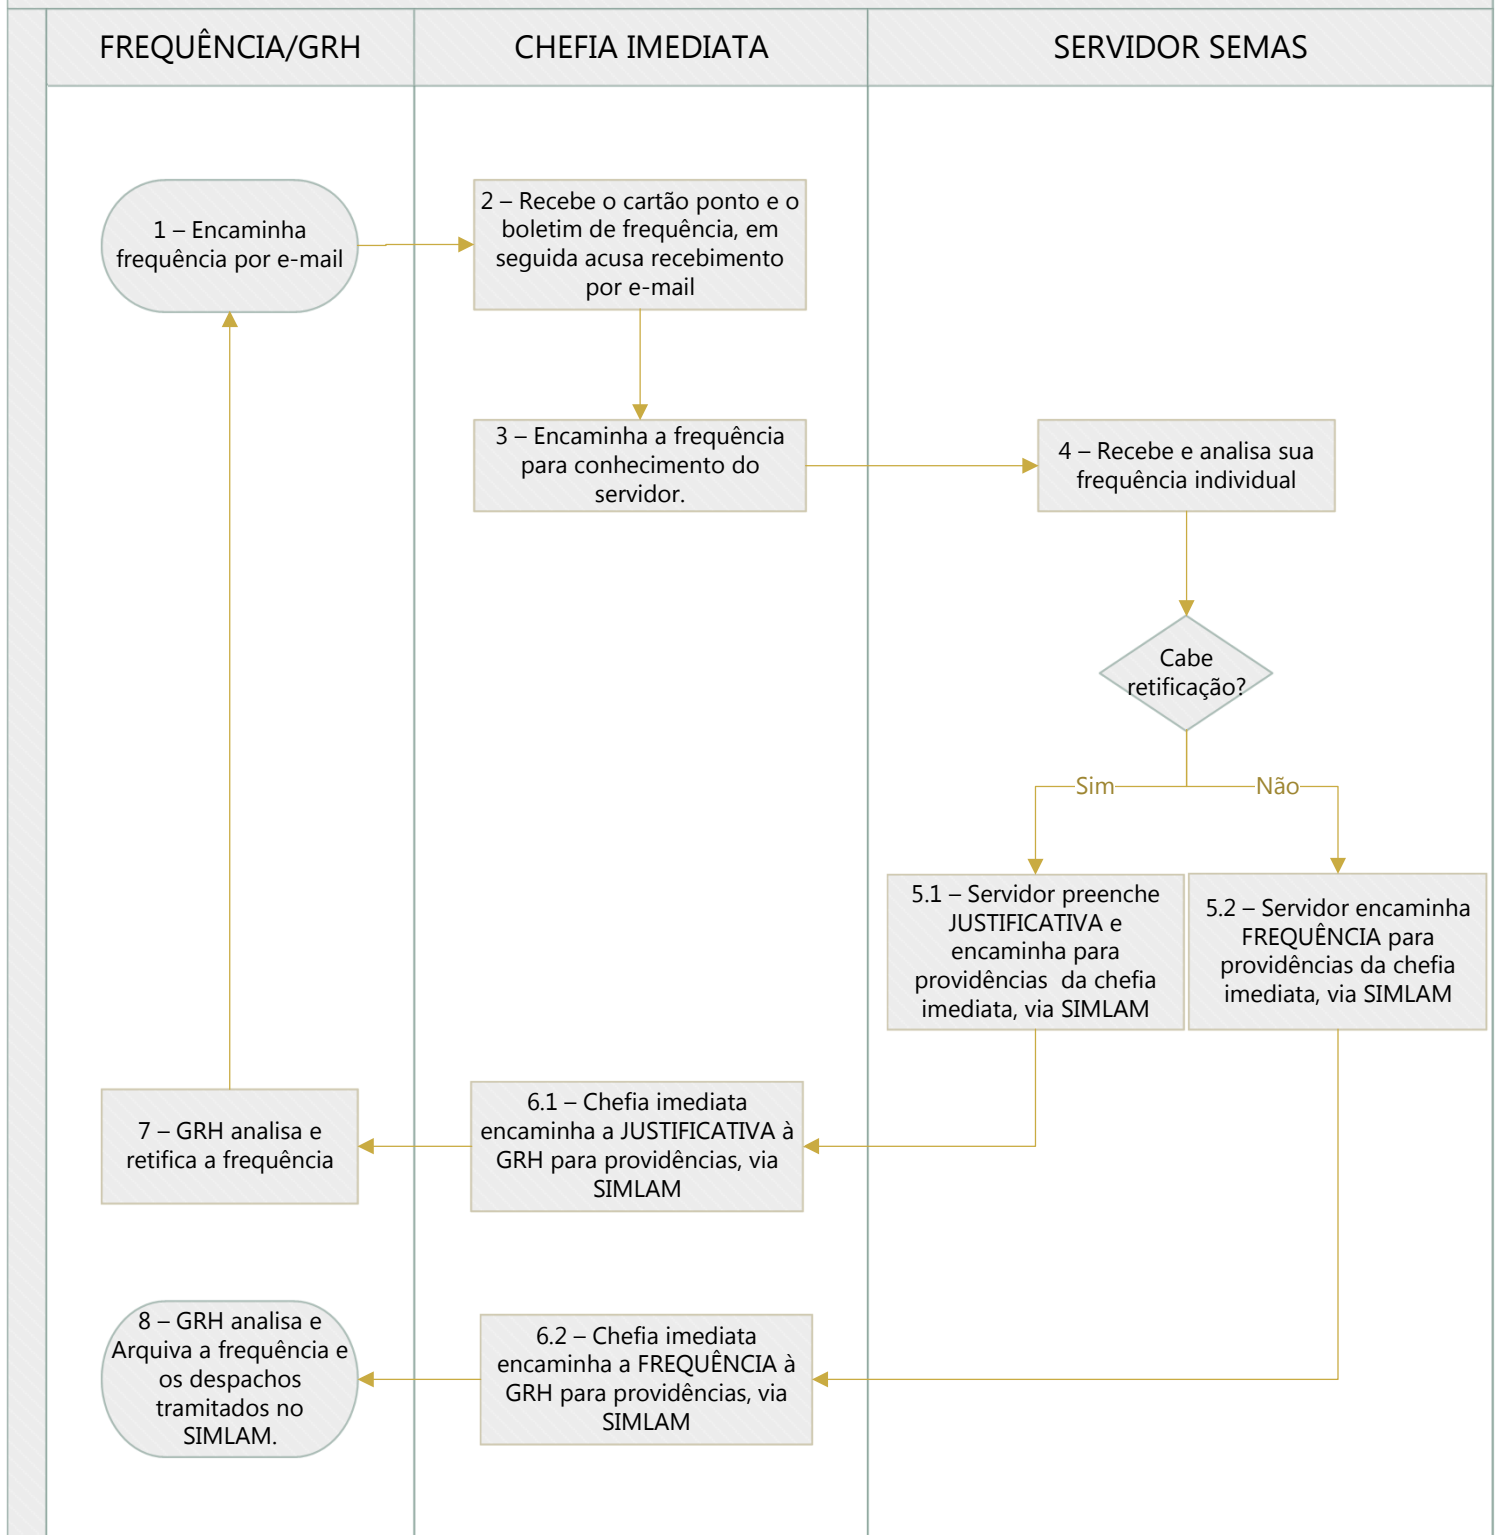 FREQUÊNCIA/GRH
CHEFIA IMEDIATA
SERVIDOR SEMAS
1 – Encaminha
frequência por e-mail
2 – Recebe o cartão ponto e o
boletim de frequência, em
seguida acusa recebimento
por e-mail
3 – Encaminha a frequência
para conhecimento do
servidor.
4 – Recebe e analisa sua
frequência individual
Cabe
retificação?
Sim
Não
5.1 – Servidor preenche
JUSTIFICATIVA e
encaminha para
providências da chefia
imediata, via SIMLAM
5.2 – Servidor encaminha
FREQUÊNCIA para
providências da chefia
imediata, via SIMLAM
6.1 – Chefia imediata
encaminha a JUSTIFICATIVA à
GRH para providências, via
SIMLAM
7 – GRH analisa e
retifica a frequência
6.2 – Chefia imediata
encaminha a FREQUÊNCIA à
GRH para providências, via
SIMLAM
8 – GRH analisa e
Arquiva a frequência e
os despachos
tramitados no
SIMLAM.